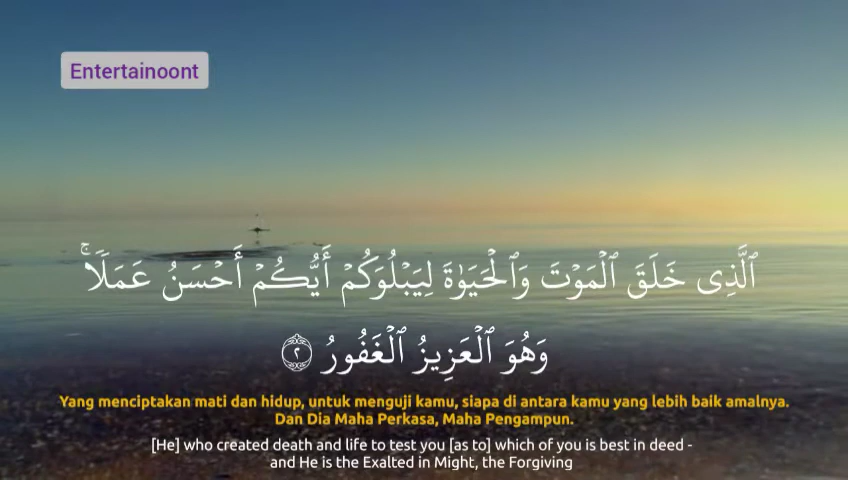 Entertainoont
ٱلَّذِى خَلَقَ ٱلْمَوْتَ وَٱلْحَيَوٰةَ لِيَبْلُوَكُمْ أَيُّكُمْ أَحْسَنُ عَمَلًا ۚ
وَهُوَ ٱلْعَزِيزُ ٱلْغَفُورُ ٢
Yang menciptakan mati dan hidup, untuk menguji kamu, siapa di antara kamu yang lebih baik amalnya.
Dan Dia Maha Perkasa, Maha Pengampun.
[He] who created death and life to test you [as to] which of you is best in deed -
and He is the Exalted in Might, the Forgiving